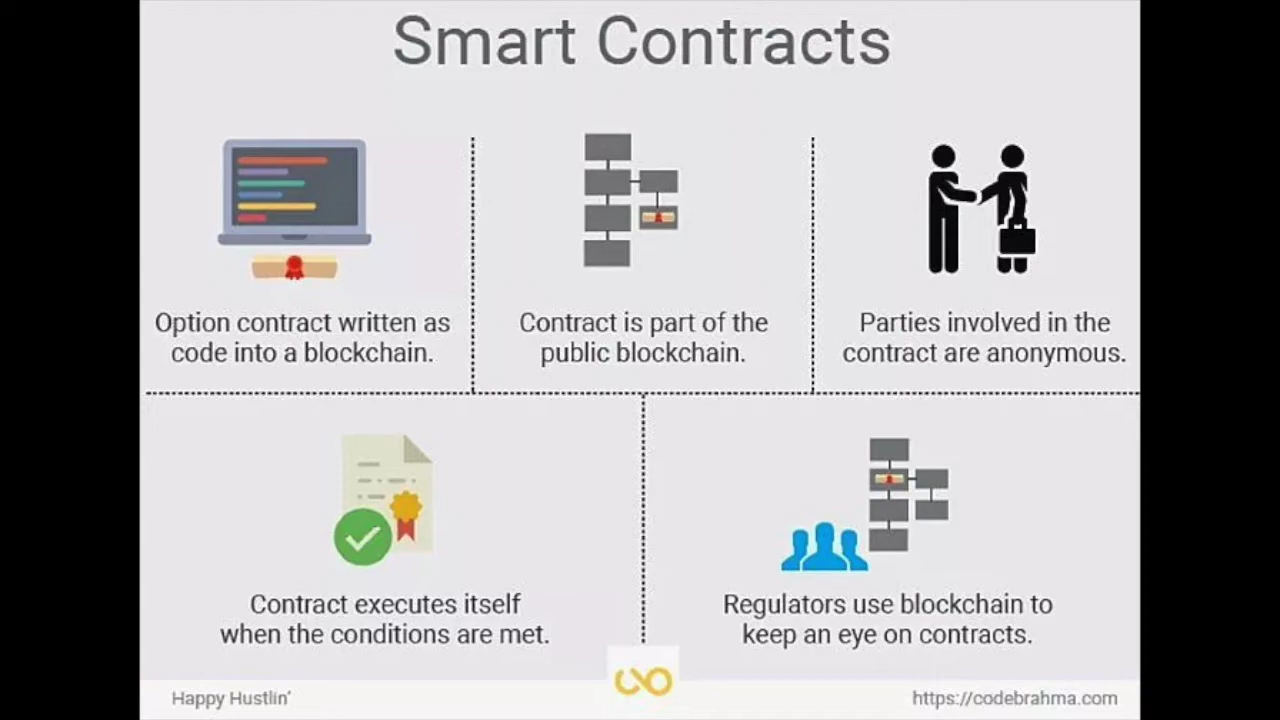 Smart Contracts
Option contract written as
code into a blockchain.
Contract is part of the
public blockchain.
Parties involved in the
contract are anonymous.
Contract executes itself
when the conditions are met.
Regulators use blockchain to
keep an eye on contracts.
Happy Hustlin'
https://codebrahma.com